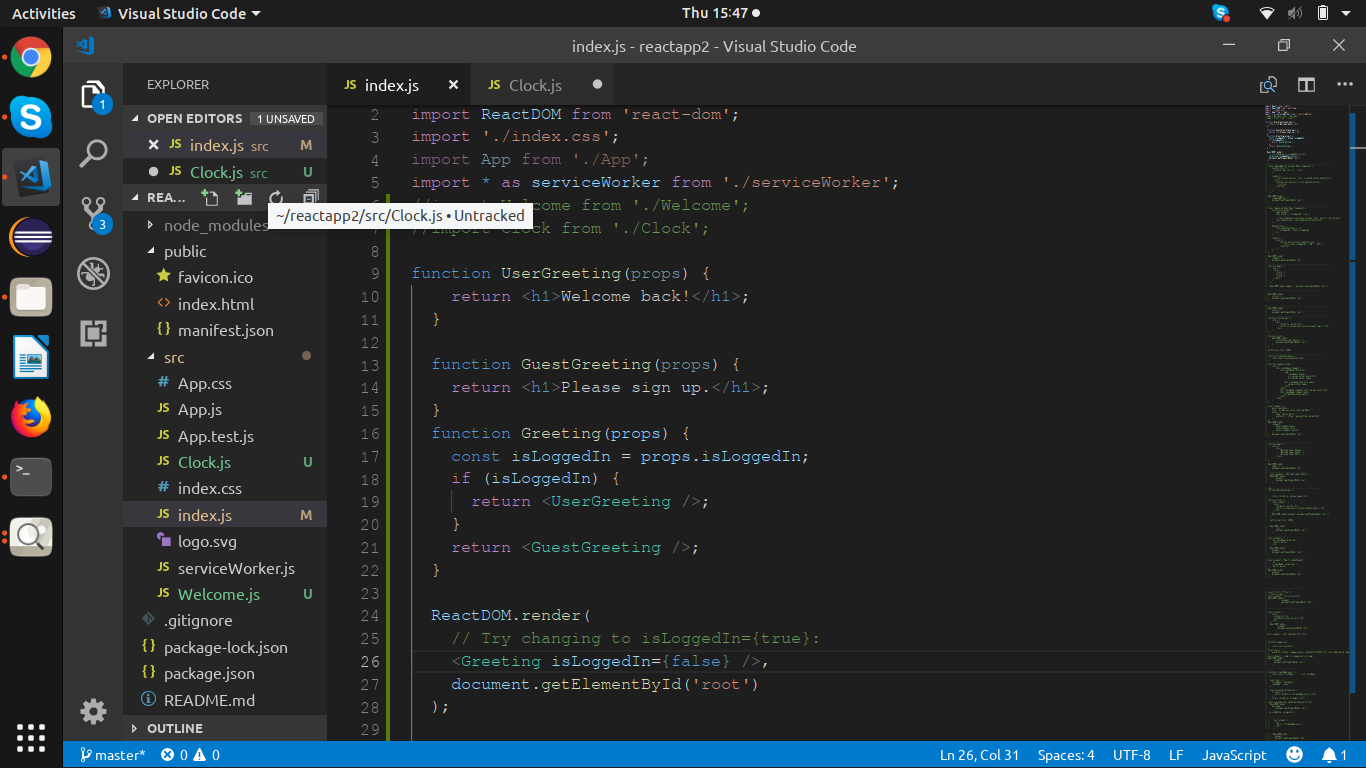 Activities Visual Studio Code Thu 15:47
index.js - reactapp2 - Visual Studio Code
EXPLORER
JS index.js
JS Clock.js
OPEN EDITORS 1 UNSAVED
JS index.js src M
JS Clock.js src U
REA...
~/reactapp2/src/Clock.js • Untracked
node_modules
public
favicon.ico
<> index.html
{} manifest.json
src
# App.css
JS App.js
JS App.test.js
JS Clock.js U
# index.css
JS index.js M
logo.svg
JS serviceWorker.js
JS Welcome.js U
.gitignore
{} package-lock.json
{} package.json
README.md
OUTLINE
1
3
2 import ReactDOM from 'react-dom';
3 import './index.css';
4 import App from './App';
5 import * as serviceWorker from './serviceWorker';
from './Welcome';
from './Clock';
8
9 function UserGreeting(props) {
10 return <h1>Welcome back!</h1>;
11 }
12
13 function GuestGreeting(props) {
14 return <h1>Please sign up.</h1>;
15 }
16 function Greeting(props) {
17 const isLoggedIn = props.isLoggedIn;
18 if (isLoggedIn) {
19 return <UserGreeting />;
20 }
21 return <GuestGreeting />;
22 }
23
24 ReactDOM.render(
25 // Try changing to isLoggedIn={true}:
26 <Greeting isLoggedIn={false} />,
27 document.getElementById('root')
28 );
29
master* 0 0 Ln 26, Col 31 Spaces: 4 UTF-8 LF JavaScript 1